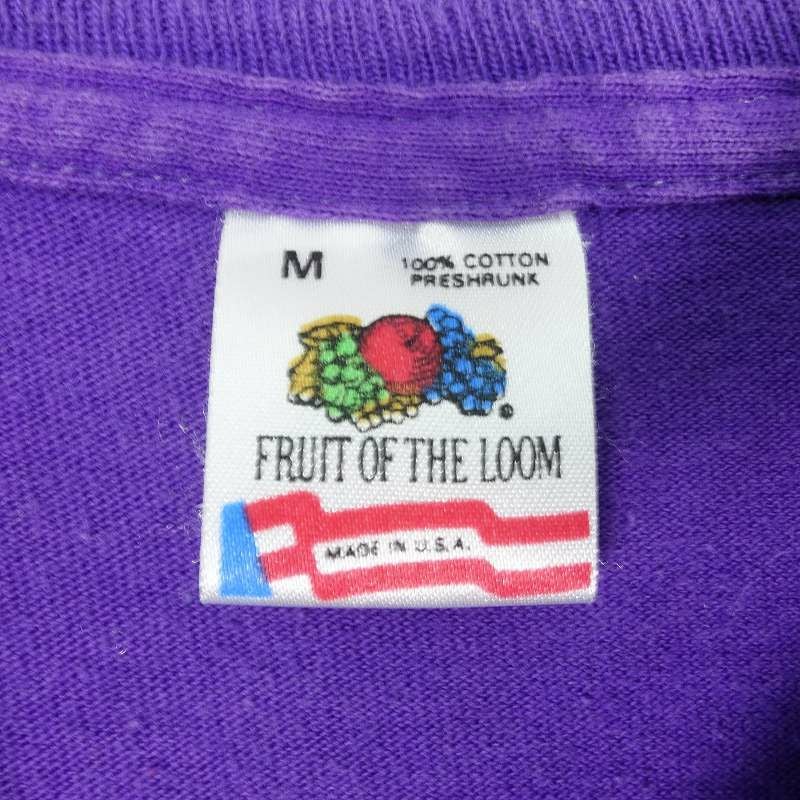 M
100% COTTON
PRESHRUNK
®
FRUIT OF THE LOOM
MADE IN U.S.A.